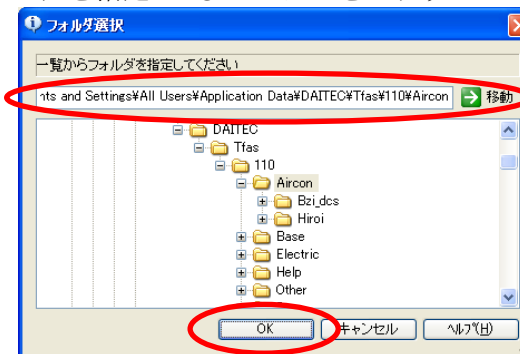 フォルダ選択
一覧からフォルダを指定してください
nts and Settings¥All Users¥Application Data¥DAITEC¥Tfas¥110¥Aircon
移動
DAITEC
Tfas
110
Aircon
Bzi_dcs
Hiroi
Base
Electric
Help
Other
OK
キャンセル
ヘルプ(H)